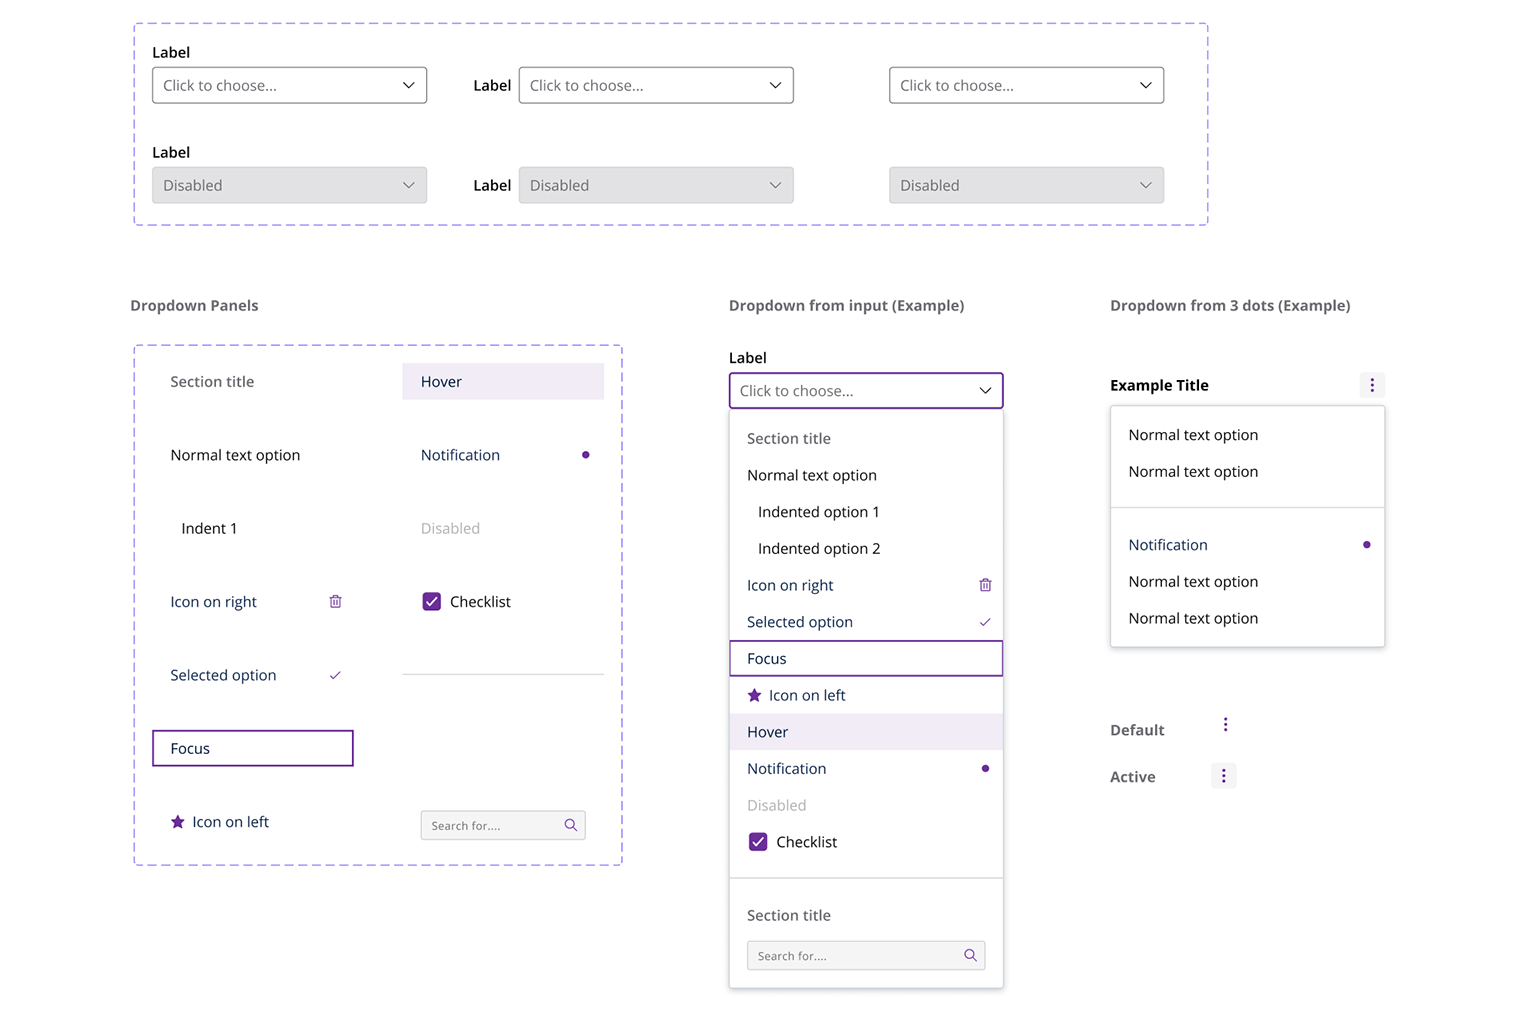 Label
Click to choose...
Label
Click to choose...
Click to choose...
Label
Disabled
Label
Disabled
Disabled
Dropdown Panels
Section title
Hover
Normal text option
Notification
Indent 1
Disabled
Icon on right
Checklist
Selected option
Focus
Icon on left
Search for....
Dropdown from input (Example)
Label
Click to choose...
Section title
Normal text option
Indented option 1
Indented option 2
Icon on right
Selected option
Focus
Icon on left
Hover
Notification
Disabled
Checklist
Section title
Search for....
Dropdown from 3 dots (Example)
Example Title
Normal text option
Normal text option
Notification
Normal text option
Normal text option
Default
Active